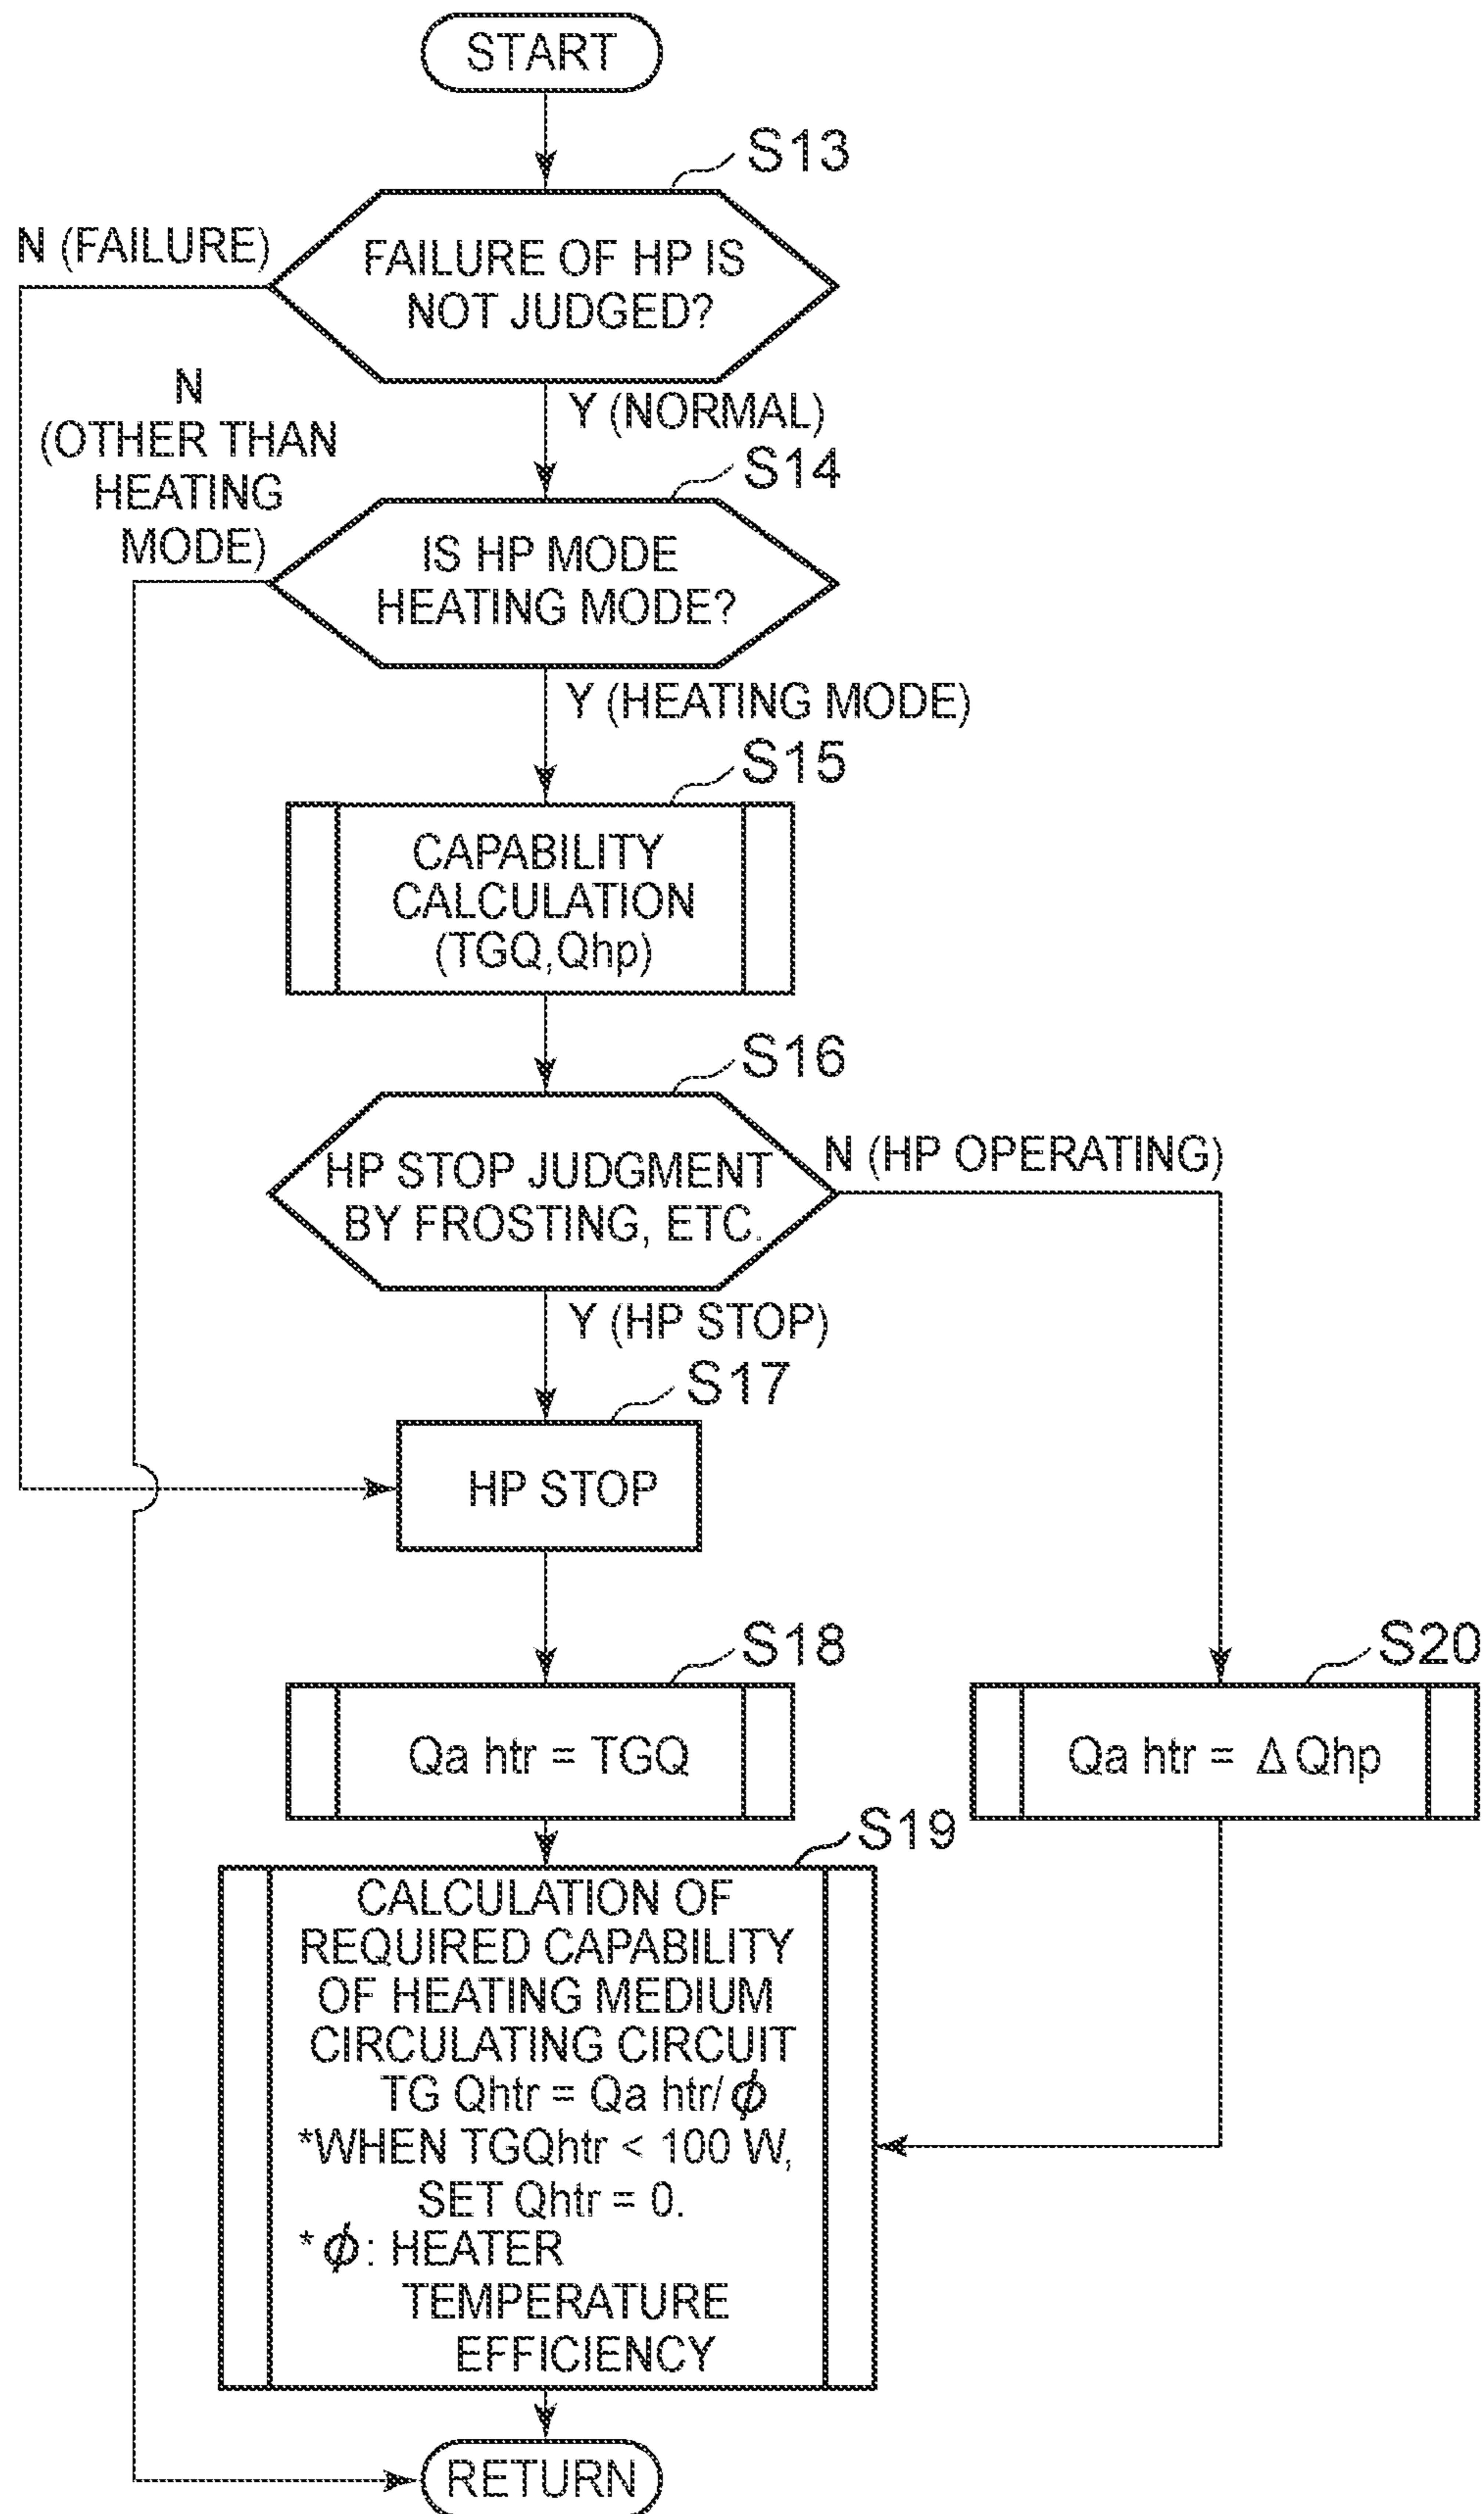 START
S13
N (FAILURE)
FAILURE OF HP IS
NOT JUDGED?
N
(OTHER THAN
HEATING
MODE)
Y (NORMAL)
S14
IS HP MODE
HEATING MODE?
Y (HEATING MODE)
S15
CAPABILITY
CALCULATION
(TGQ,Qhp)
S16
HP STOP JUDGMENT
BY FROSTING, ETC.
N (HP OPERATING)
Y (HP STOP)
S17
HP STOP
S18
Qa htr = TGQ
S20
Qa htr = Δ Qhp
S19
CALCULATION OF
REQUIRED CAPABILITY
OF HEATING MEDIUM
CIRCULATING CIRCUIT
TG Qhtr = Qa htr/ϕ
*WHEN TGQhtr < 100 W,
SET Qhtr = 0.
*ϕ: HEATER
TEMPERATURE
EFFICIENCY
RETURN